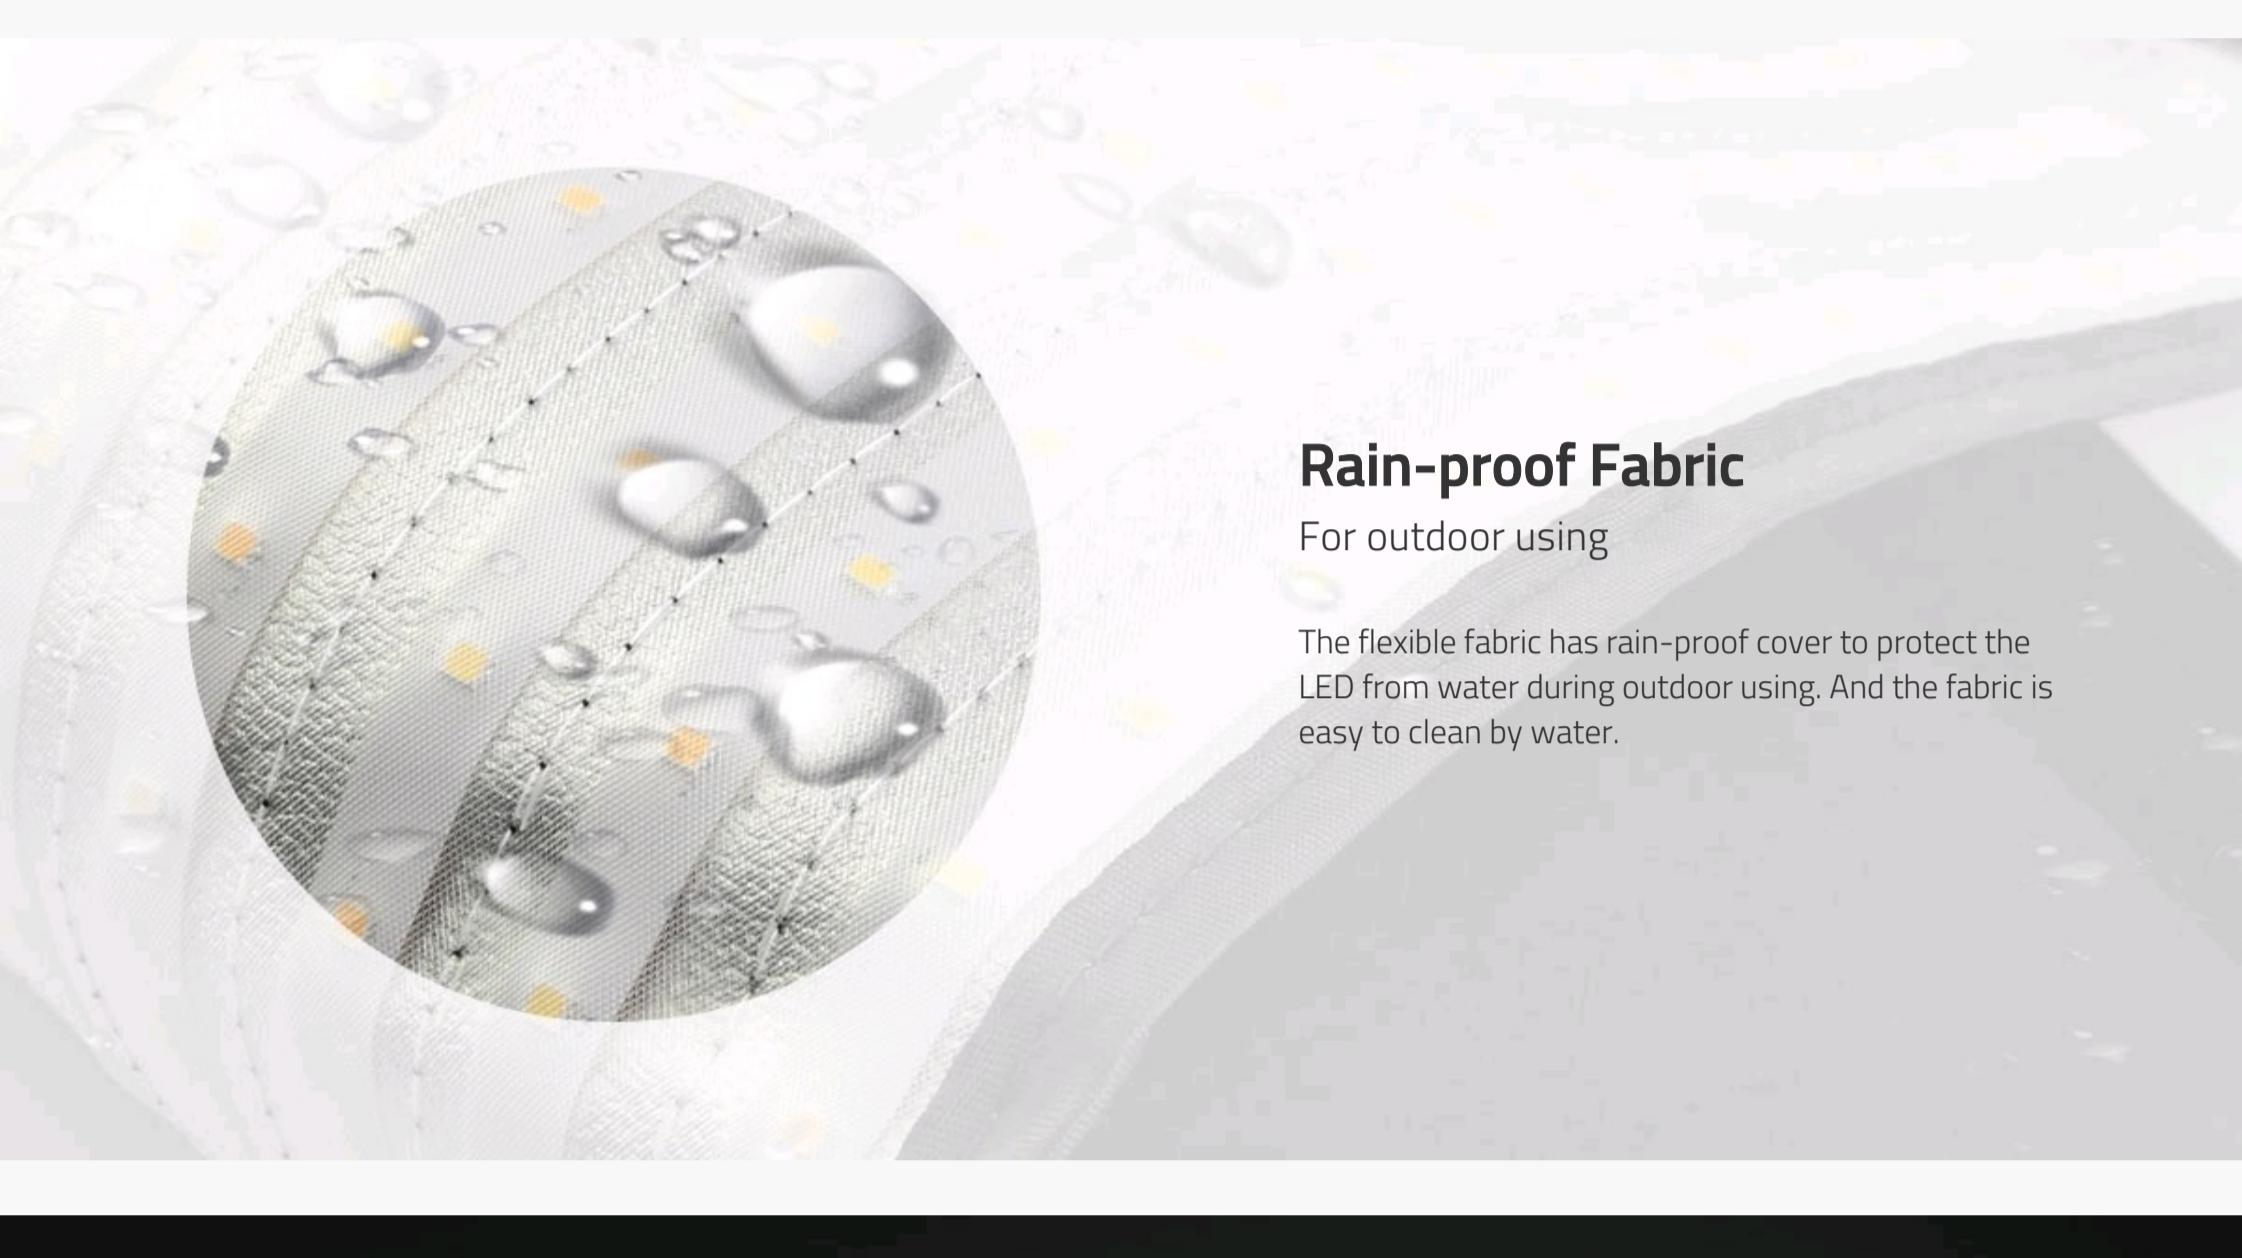 Rain-proof Fabric
For outdoor using
The flexible fabric has rain-proof cover to protect the
LED from water during outdoor using. And the fabric is
easy to clean by water.